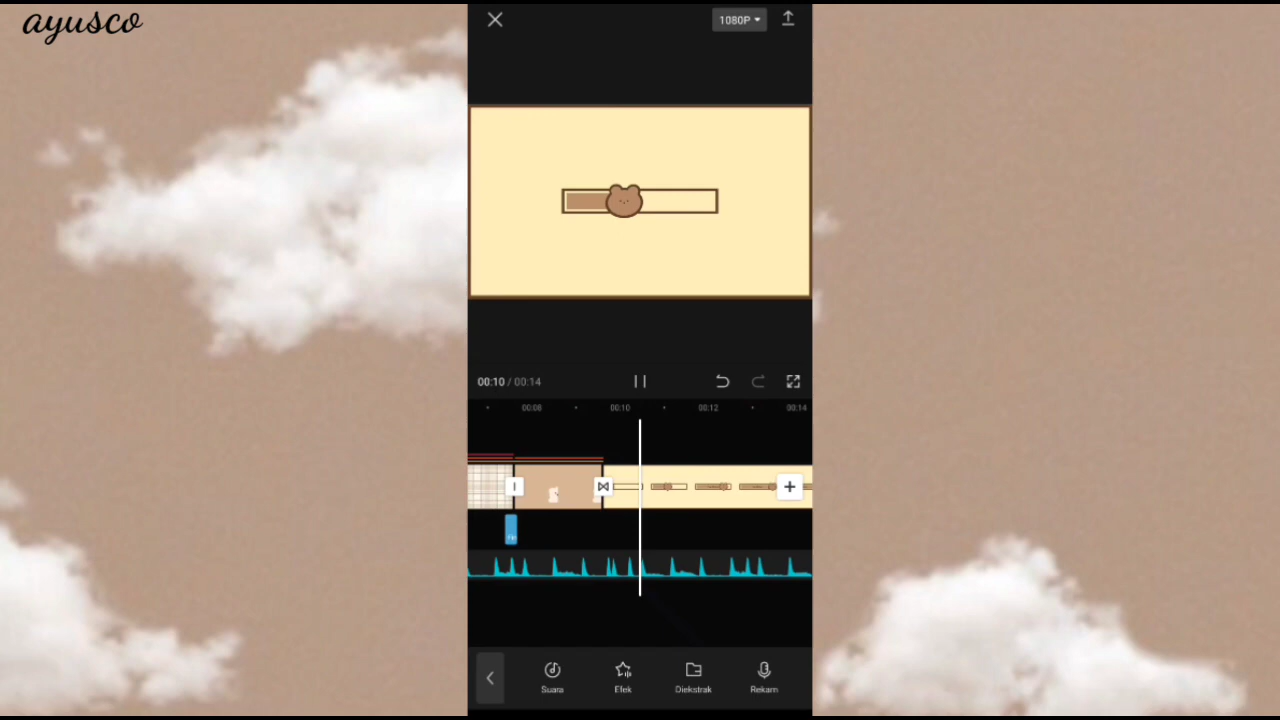 ayusco
1080P
00:10 / 00:14
00:08
00:10
00:12
00:14
Suara
Efek
Diekstrak
Rekam